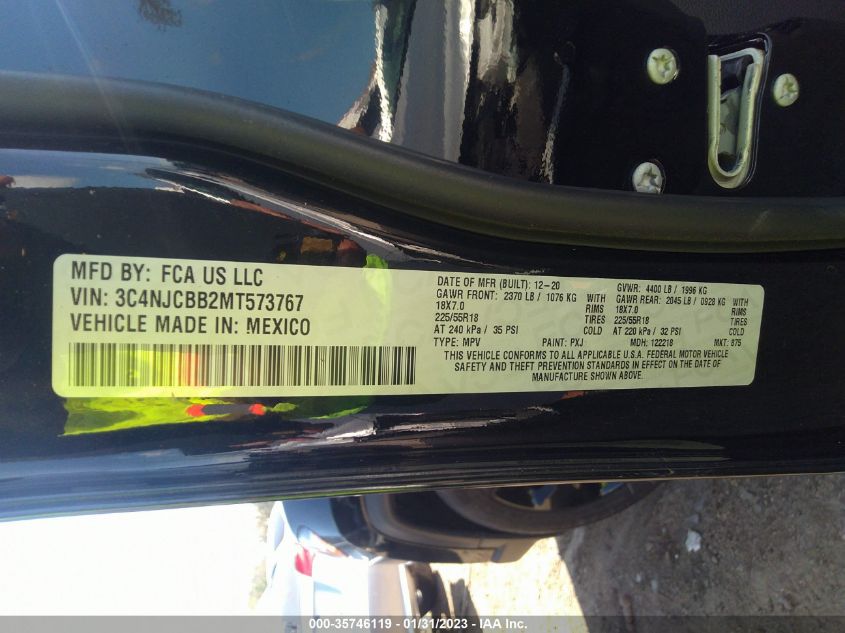 MFD BY: FCA US LLC
VIN: 3C4NJCBB2MT573767
VEHICLE MADE IN: MEXICO
DATE OF MFR (BUILT): 12-20 GVWR: 4400 LB / 1996 KG
GAWR FRONT: 2370 LB / 1076 KG GAWR REAR: 2045 LB / 0928 KG
18X7.0 RIMS 18X7.0 RIMS
225/55R18 TIRES 225/55R18 TIRES
AT 240 kPa / 35 PSI COLD AT 220 kPa / 32 PSI COLD
TYPE: MPV PAINT: PXJ MDH: 122218 MKT: 875
THIS VEHICLE CONFORMS TO ALL APPLICABLE U.S.A. FEDERAL MOTOR VEHICLE
SAFETY AND THEFT PREVENTION STANDARDS IN EFFECT ON THE DATE OF
MANUFACTURE SHOWN ABOVE.
000-35746119 - 01/31/2023 - IAA Inc.